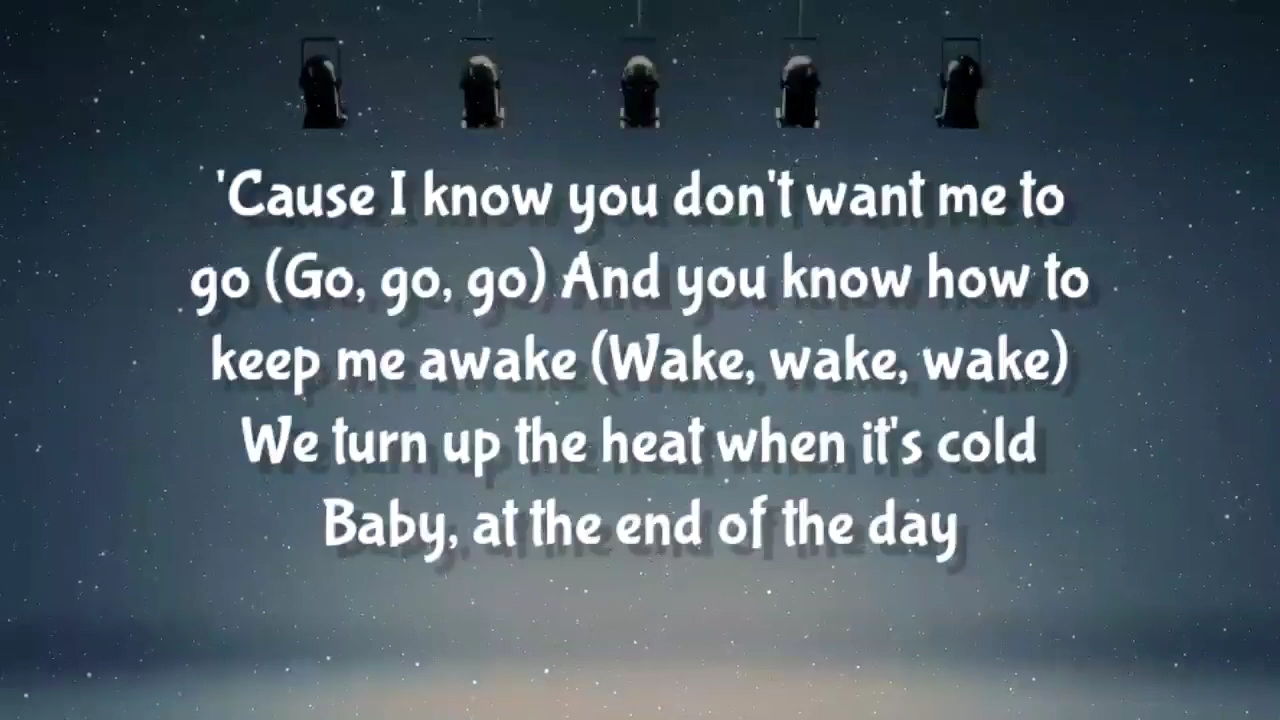 'Cause I know you don't want me to
go (Go, go, go) And you know how to
keep me awake (Wake, wake, wake)
We turn up the heat when it's cold
Baby, at the end of the day